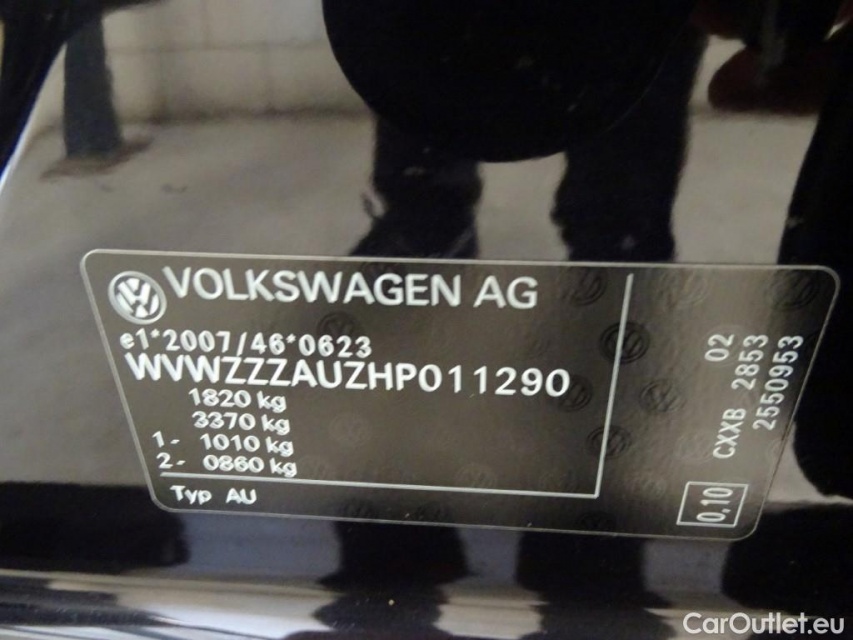 VOLKSWAGEN AG
e1*2007/46*0623
WVWZZZAUZHP011290
1820 kg
3370 kg
1- 1010 kg
2- 0860 kg
Typ AU
02
CXXB 2853
2550953
0,10
CarOutlet.eu